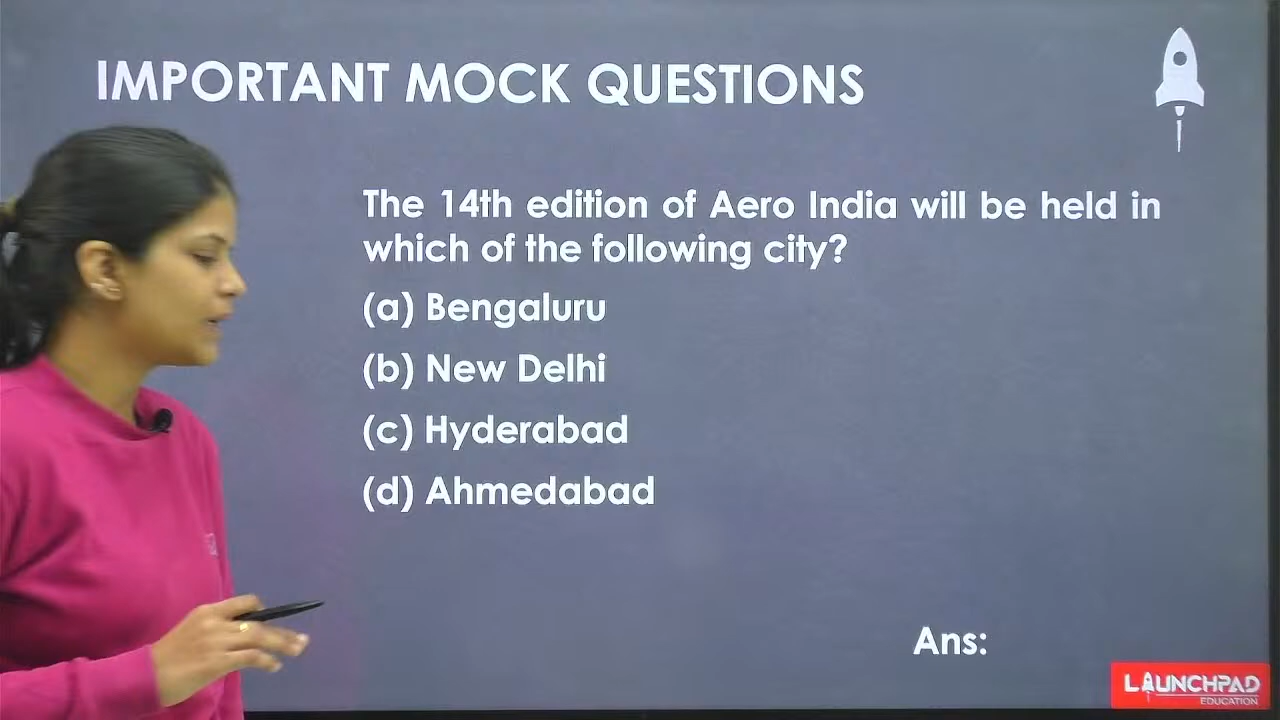 IMPORTANT MOCK QUESTIONS
The 14th edition of Aero India will be held in
which of the following city?
(a) Bengaluru
(b) New Delhi
(c) Hyderabad
(d) Ahmedabad
Ans:
LAUNCHPAD
EDUCATION